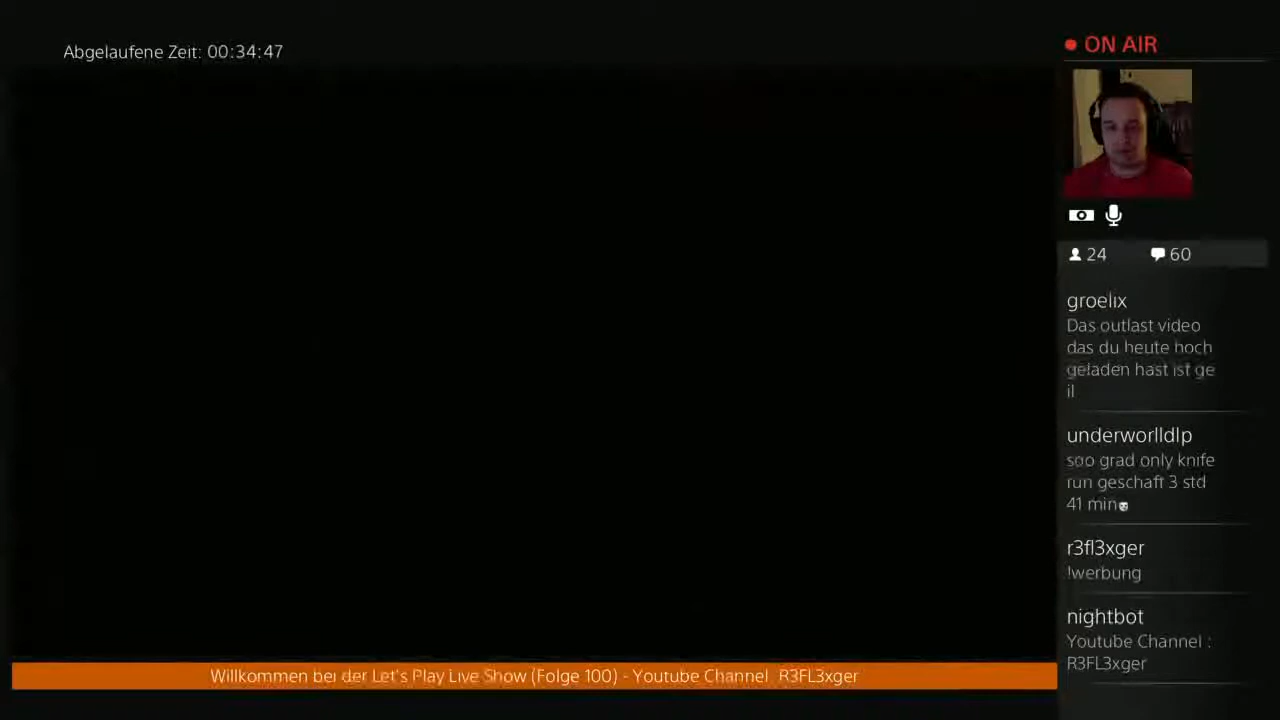 Abgelaufene Zeit: 00:34:47
ON AIR
24 60
groelix
Das outlast video
das du heute hoch
geladen hast ist ge
il
underworlldlp
soo grad only knife
run geschaft 3 std
41 min
r3fl3xger
!werbung
nightbot
Youtube Channel :
R3FL3xger
Willkommen bei der Let's Play Live Show (Folge 100) - Youtube Channel: R3FL3xger